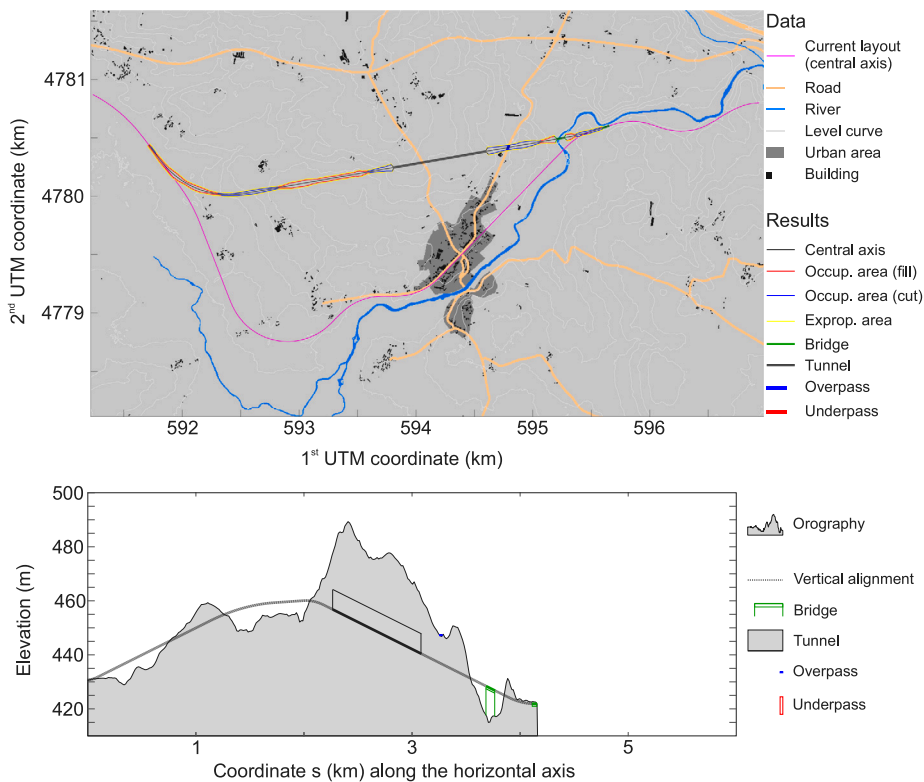 Data
Current layout
(central axis)
Road
River
Level curve
Urban area
Building
Results
Central axis
Occup. area (fill)
Occup. area (cut)
Exprop. area
Bridge
Tunnel
Overpass
Underpass
2nd UTM coordinate (km)
4781
4780
4779
592
593
594
595
596
1st UTM coordinate (km)
Elevation (m)
500
480
460
440
420
1
3
5
Coordinate s (km) along the horizontal axis
Orography
Vertical alignment
Bridge
Tunnel
Overpass
Underpass